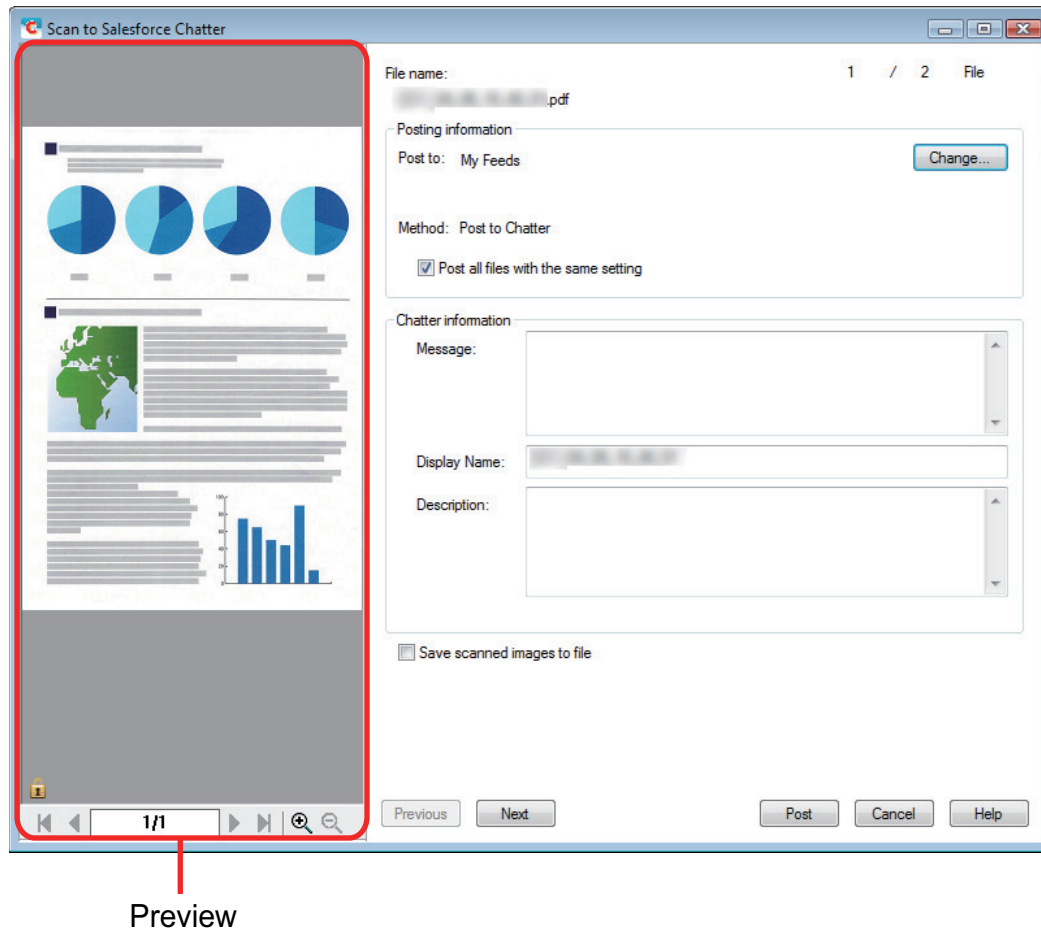 Scan to Salesforce Chatter
File name:
1 / 2 File
.pdf
Posting information
Post to: My Feeds
Change...
Method: Post to Chatter
Post all files with the same setting
Chatter information
Message:
Display Name:
Description:
Save scanned images to file
1/1
Previous
Next
Post
Cancel
Help
Preview